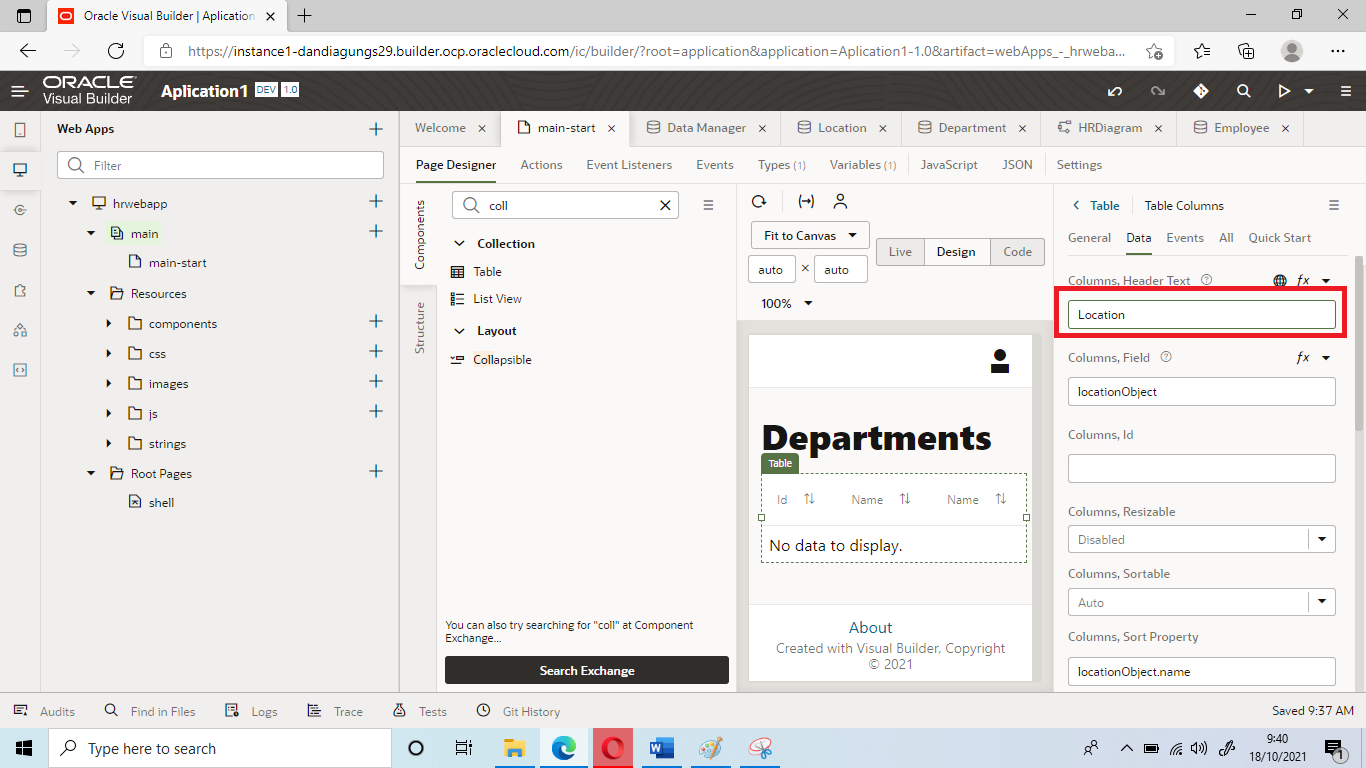 Oracle Visual Builder | Aplication
https://instance1-dandiagungs29.builder.ocp.oraclecloud.com/ic/builder/?root=application&application=Aplication1-1.0&artifact=webApps_-_hrweba...
ORACLE
Visual Builder
Aplication1 DEV 1.0
Web Apps
Filter
hrwebapp
main
main-start
Resources
components
css
images
js
strings
Root Pages
shell
Welcome
main-start
Data Manager
Location
Department
HRDiagram
Employee
Page Designer
Actions
Event Listeners
Events
Types (1)
Variables (1)
JavaScript
JSON
Settings
Components
Structure
coll
Collection
Table
List View
Layout
Collapsible
You can also try searching for "coll" at Component
Exchange...
Search Exchange
Fit to Canvas
Live
Design
Code
auto × auto
100%
Departments
Table
Id
Name
Name
No data to display.
About
Created with Visual Builder, Copyright
© 2021
Table
Table Columns
General
Data
Events
All
Quick Start
Columns, Header Text
fx
Location
Columns, Field
fx
locationObject
Columns, Id
Columns, Resizable
Disabled
Columns, Sortable
Auto
Columns, Sort Property
locationObject.name
Audits
Find in Files
Logs
Trace
Tests
Git History
Saved 9:37 AM
Type here to search
9:40
18/10/2021
1